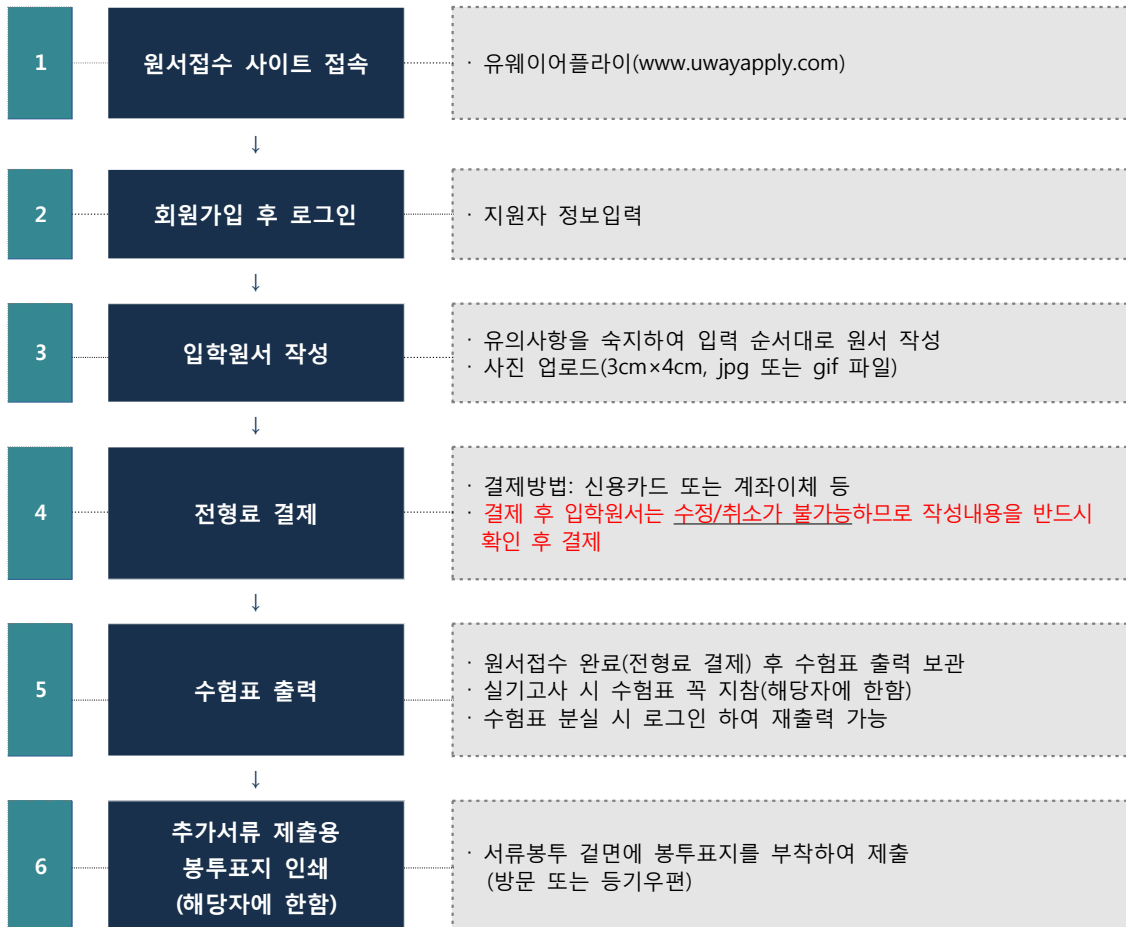 1
원서접수 사이트 접속
· 유웨이어플라이(www.uwayapply.com)
↓
2
회원가입 후 로그인
· 지원자 정보입력
↓
3
입학원서 작성
· 유의사항을 숙지하여 입력 순서대로 원서 작성
· 사진 업로드(3cm×4cm, jpg 또는 gif 파일)
↓
4
전형료 결제
· 결제방법: 신용카드 또는 계좌이체 등
· 결제 후 입학원서는 수정/취소가 불가능하므로 작성내용을 반드시
확인 후 결제
↓
5
수험표 출력
· 원서접수 완료(전형료 결제) 후 수험표 출력 보관
· 실기고사 시 수험표 꼭 지참(해당자에 한함)
· 수험표 분실 시 로그인 하여 재출력 가능
↓
6
추가서류 제출용
봉투표지 인쇄
(해당자에 한함)
· 서류봉투 겉면에 봉투표지를 부착하여 제출
(방문 또는 등기우편)